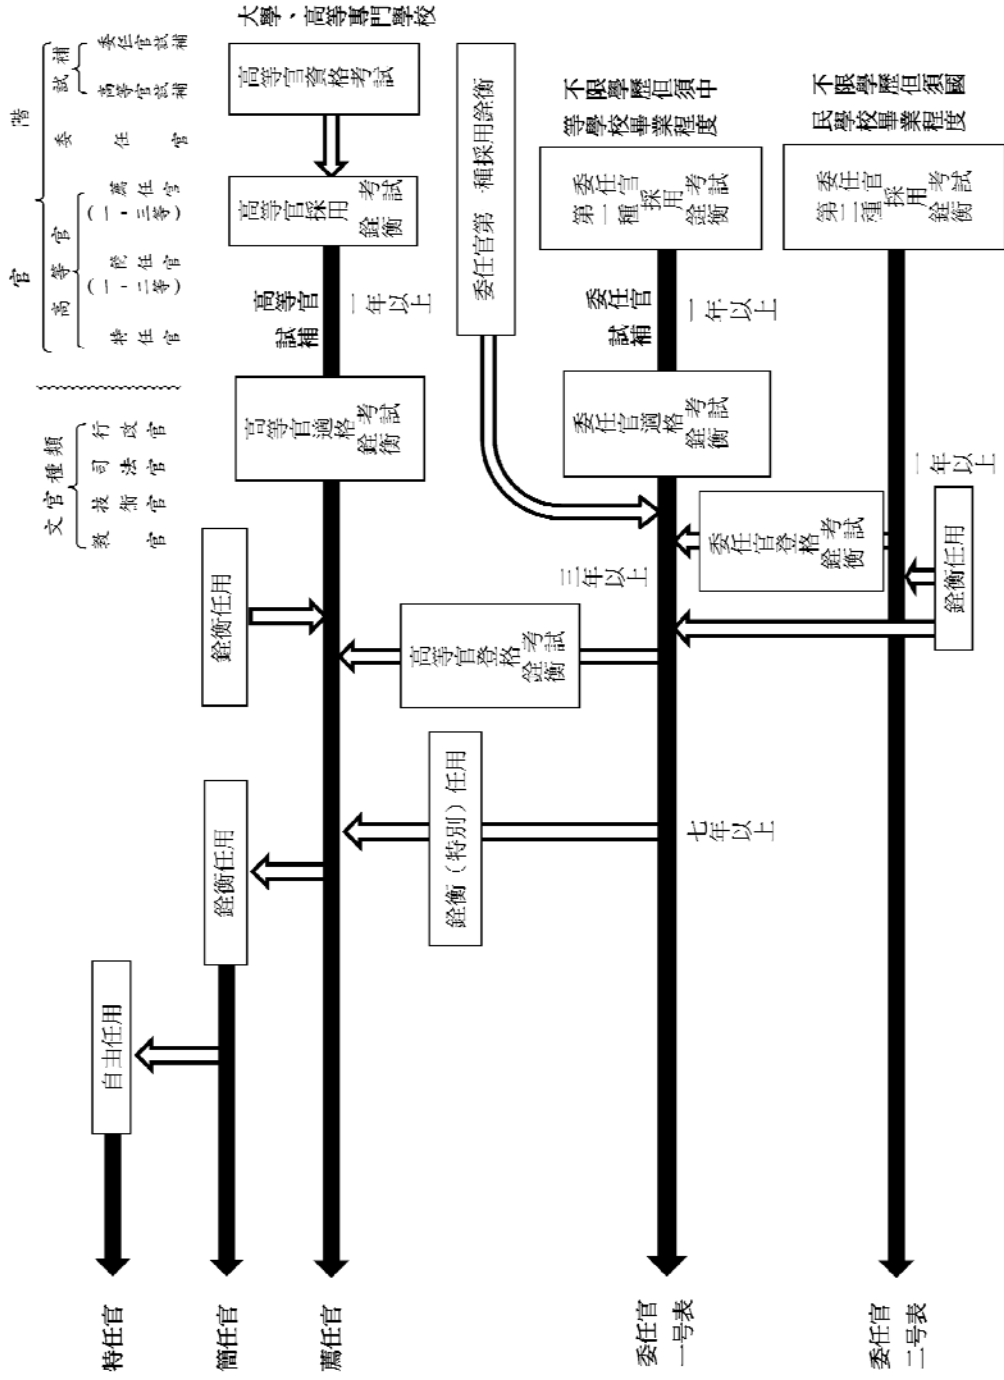 官階
試補
委任官試補
高等官試補
委任官
高等官
薦任官
(一、三等)
簡任官
(一、二等)
特任官
文官種類
行政官
司法官
技術官
教官
大學、高等專門學校
高等官資格考試
高等官採用
考試
銓衡
高等官
試補
一年以上
高等官適格
考試
銓衡
銓衡任用
高等官登格
考試
銓衡
銓衡(特別)任用
銓衡任用
自由任用
委任官第一種採用銓衡
不限學歷但須中
等學校畢業程度
委任官
第一種
採用
考試
銓衡
委任官
試補
一年以上
委任官適格
考試
銓衡
三年以上
七年以上
不限學歷但須國
民學校畢業程度
委任官
第二種
採用
考試
銓衡
委任官登格
考試
銓衡
銓衡任用
特任官
簡任官
薦任官
委任官
一号表
委任官
二号表